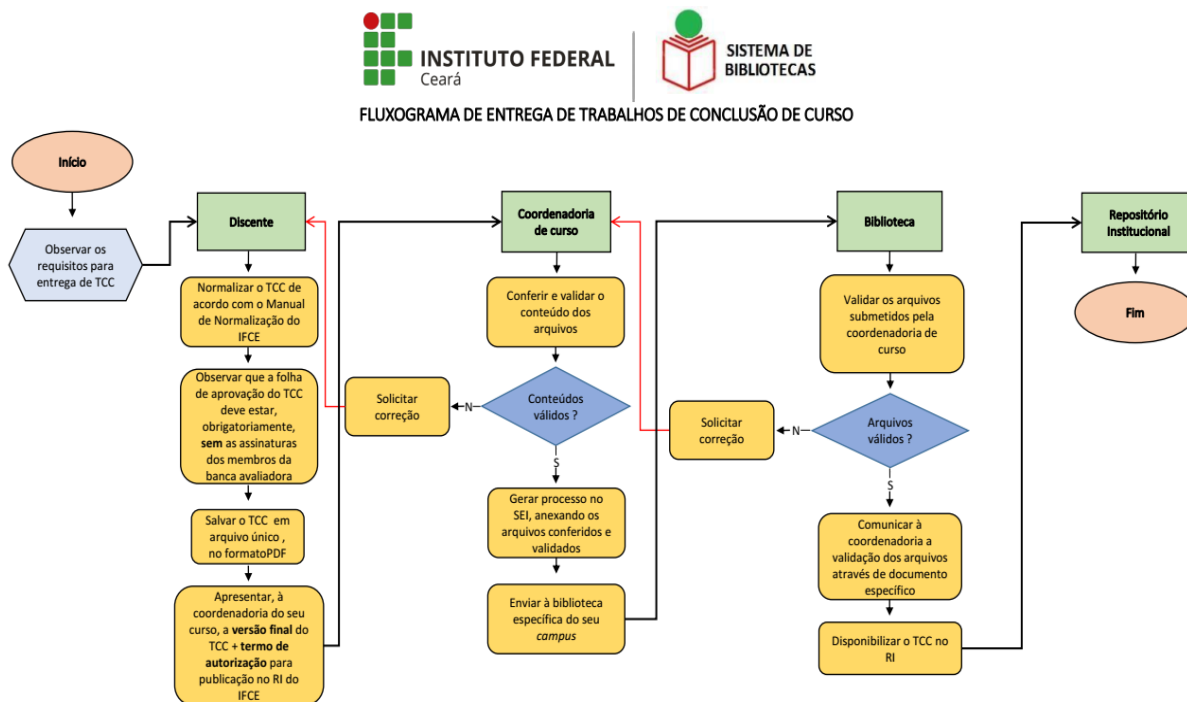 INSTITUTO FEDERAL
Ceará
SISTEMA DE
BIBLIOTECAS
FLUXOGRAMA DE ENTREGA DE TRABALHOS DE CONCLUSÃO DE CURSO
Início
Observar os
requisitos para
entrega de TCC
Discente
Normalizar o TCC de
acordo com o Manual
de Normalização do
IFCE
Observar que a folha
de aprovação do TCC
deve estar,
obrigatoriamente,
sem as assinaturas
dos membros da
banca avaliadora
Salvar o TCC em
arquivo único ,
no formatoPDF
Apresentar, à
coordenadoria do seu
curso, a versão final do
TCC + termo de
autorização para
publicação no RI do
IFCE
Coordenadoria
de curso
Conferir e validar o
conteúdo dos
arquivos
Conteúdos
válidos ?
N
Solicitar
correção
S
Gerar processo no
SEI, anexando os
arquivos conferidos e
validados
Enviar à biblioteca
específica do seu
campus
Biblioteca
Validar os arquivos
submetidos pela
coordenadoria de
curso
Arquivos
válidos ?
N
Solicitar
correção
S
Comunicar à
coordenadoria a
validação dos arquivos
através de documento
específico
Disponibilizar o TCC no
RI
Repositório
Institucional
Fim